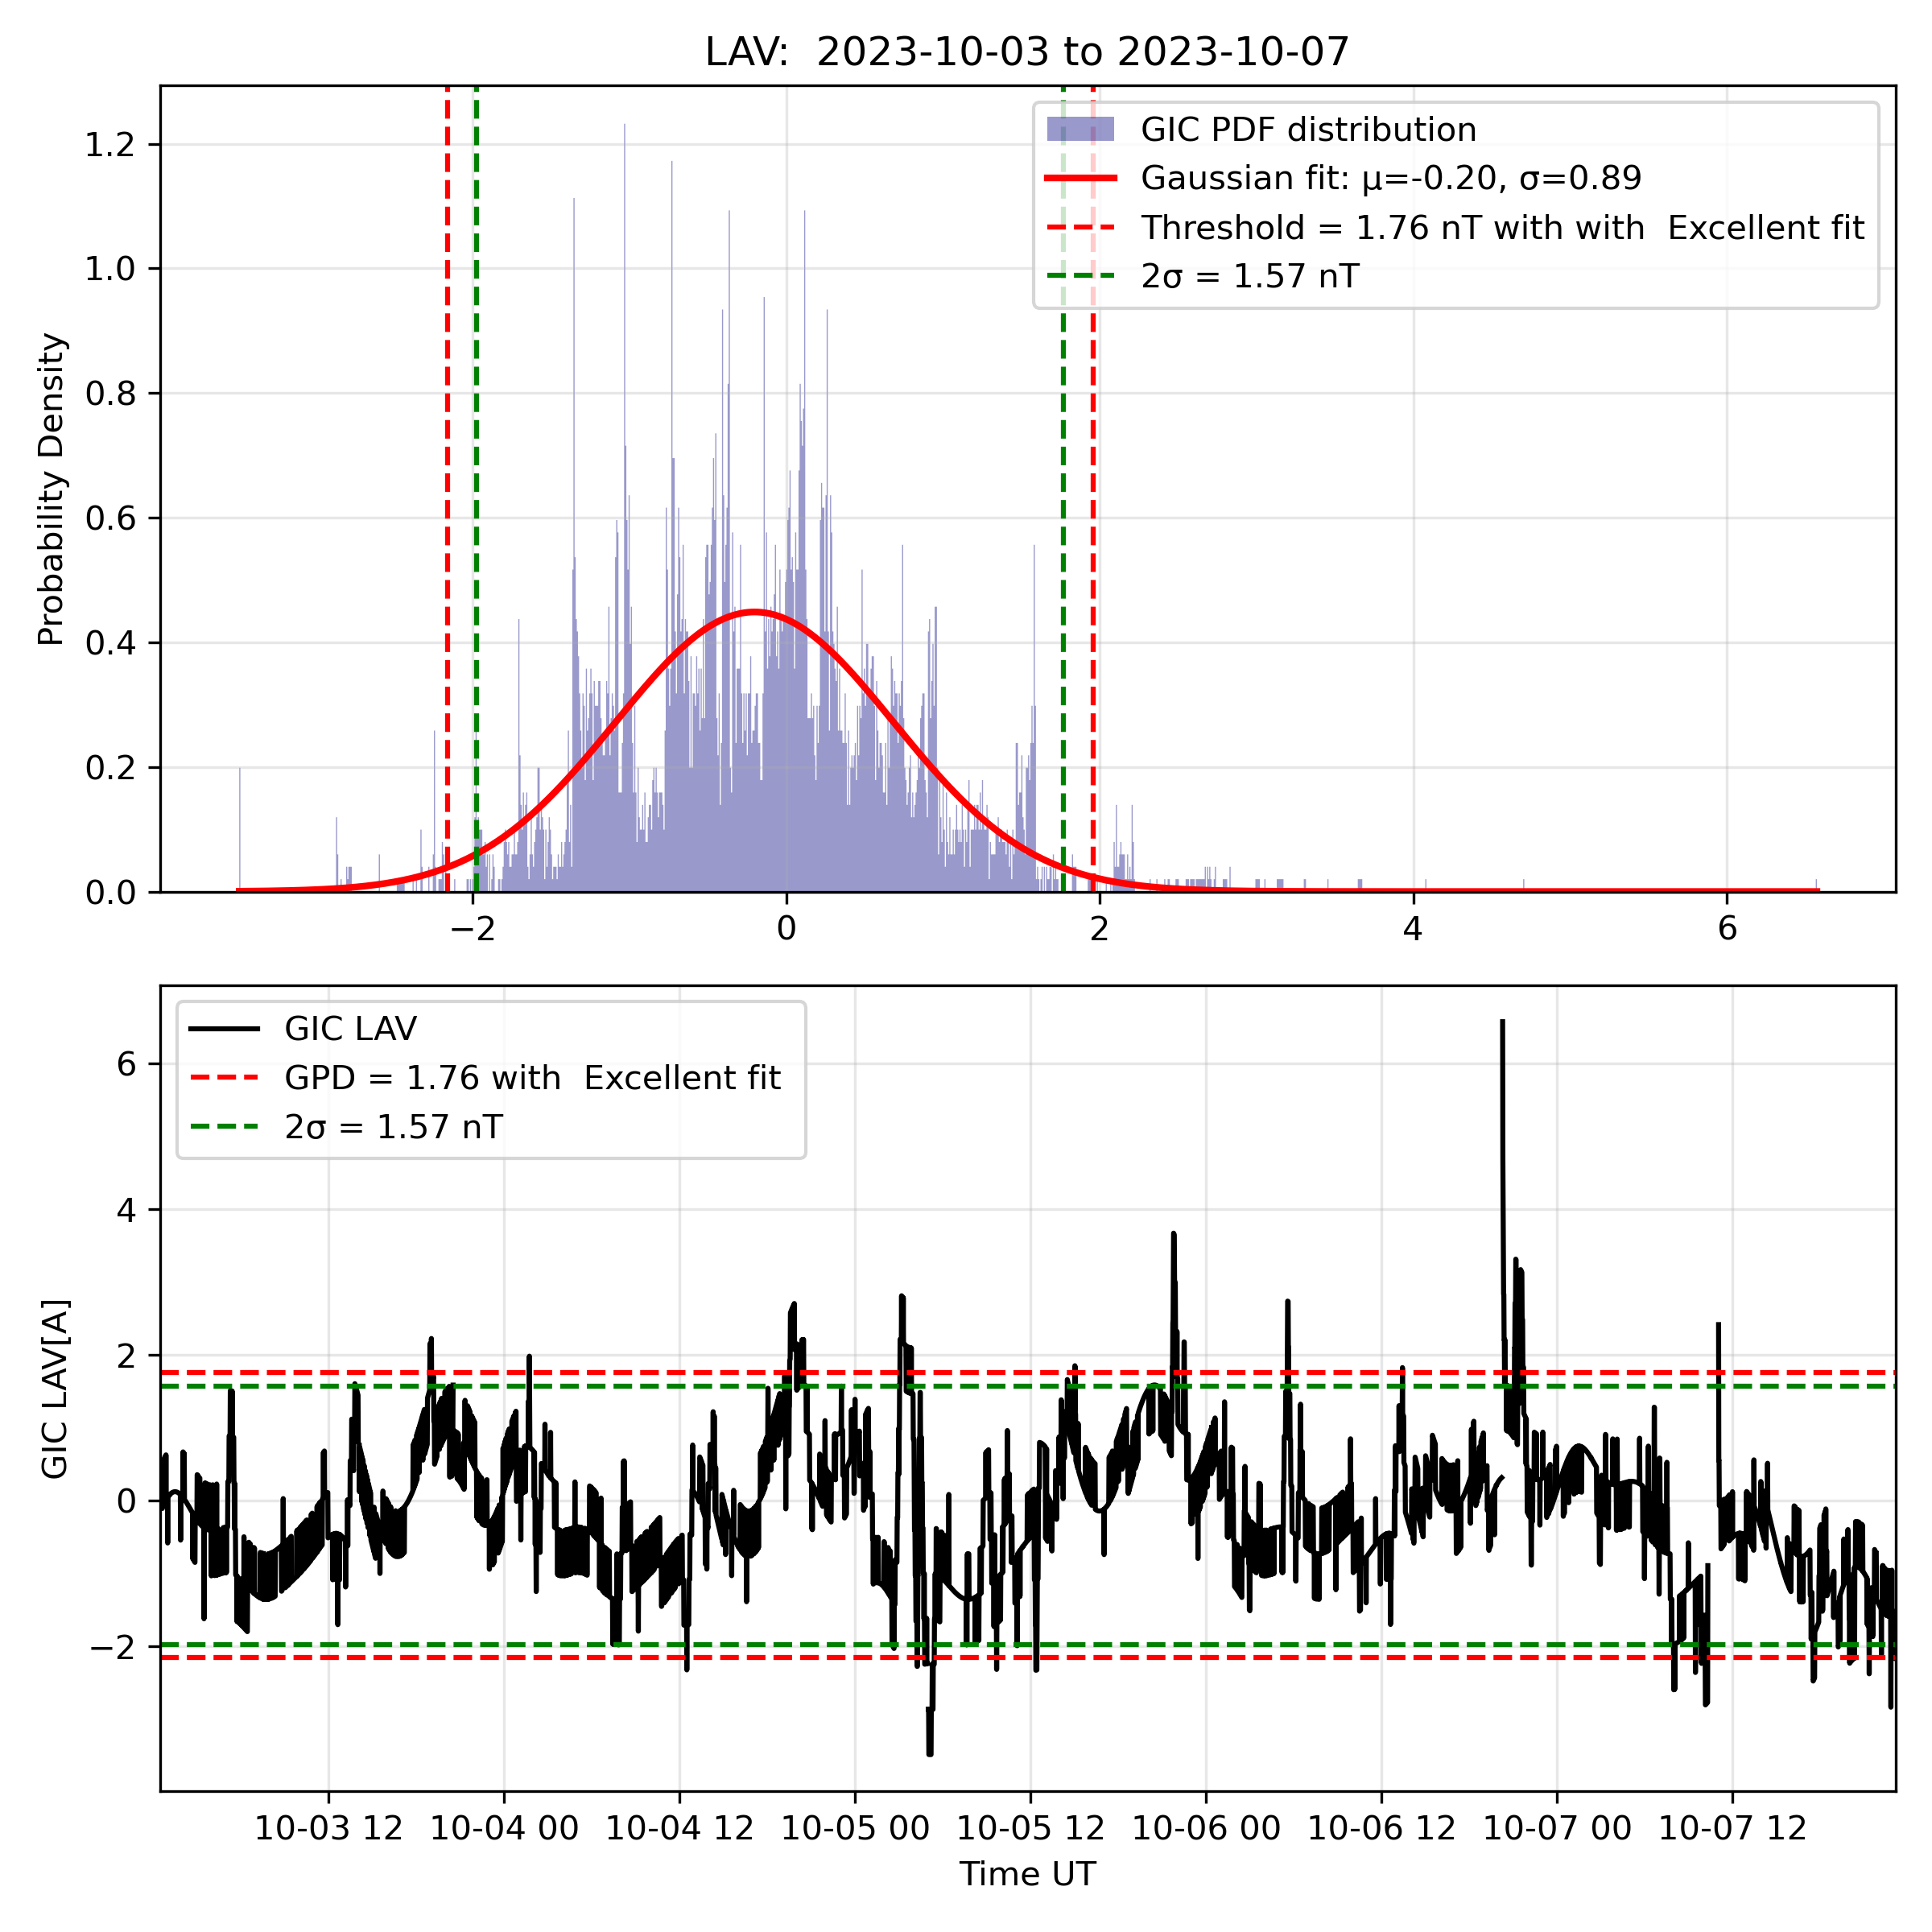 LAV:  2023-10-03 to 2023-10-07
GIC PDF distribution
Gaussian fit: μ=-0.20, σ=0.89
Threshold = 1.76 nT with with  Excellent fit
2σ = 1.57 nT
Probability Density
1.2
1.0
0.8
0.6
0.4
0.2
0.0
−2
0
2
4
6
GIC LAV
GPD = 1.76 with  Excellent fit
2σ = 1.57 nT
GIC LAV[A]
6
4
2
0
−2
10-03 12
10-04 00
10-04 12
10-05 00
10-05 12
10-06 00
10-06 12
10-07 00
10-07 12
Time UT